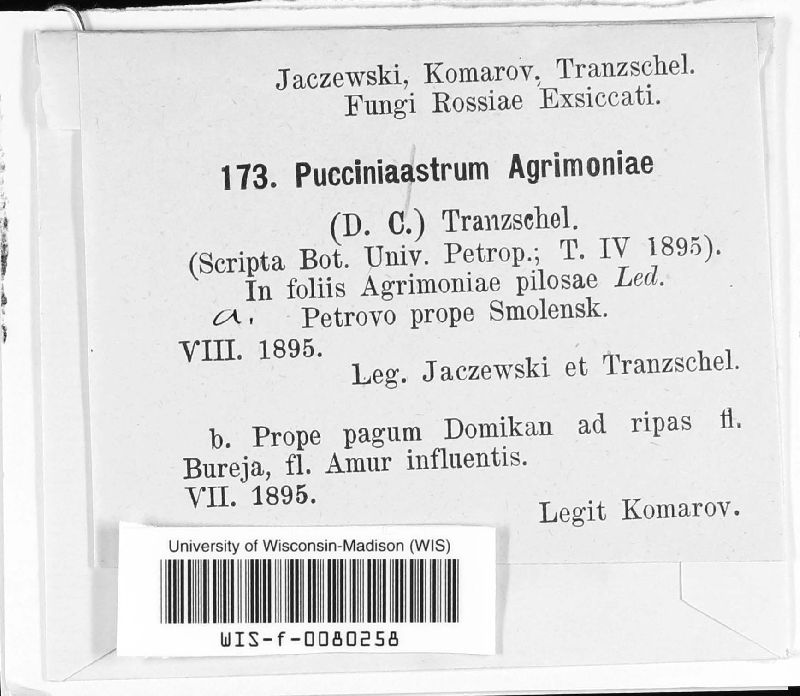 Jaczewski, Komarov, Tranzschel.
Fungi Rossiae Exsiccati.
173. Pucciniaastrum Agrimoniae
(D. C.) Tranzschel.
(Scripta Bot. Univ. Petrop.; T. IV 1895).
In foliis Agrimoniae pilosae Led.
a. Petrovo prope Smolensk.
VIII. 1895.
Leg. Jaczewski et Tranzschel.
b. Prope pagum Domikan ad ripas fl.
Bureja, fl. Amur influentis.
VII. 1895.
Legit Komarov.
University of Wisconsin-Madison (WIS)
WIS-f-0080258